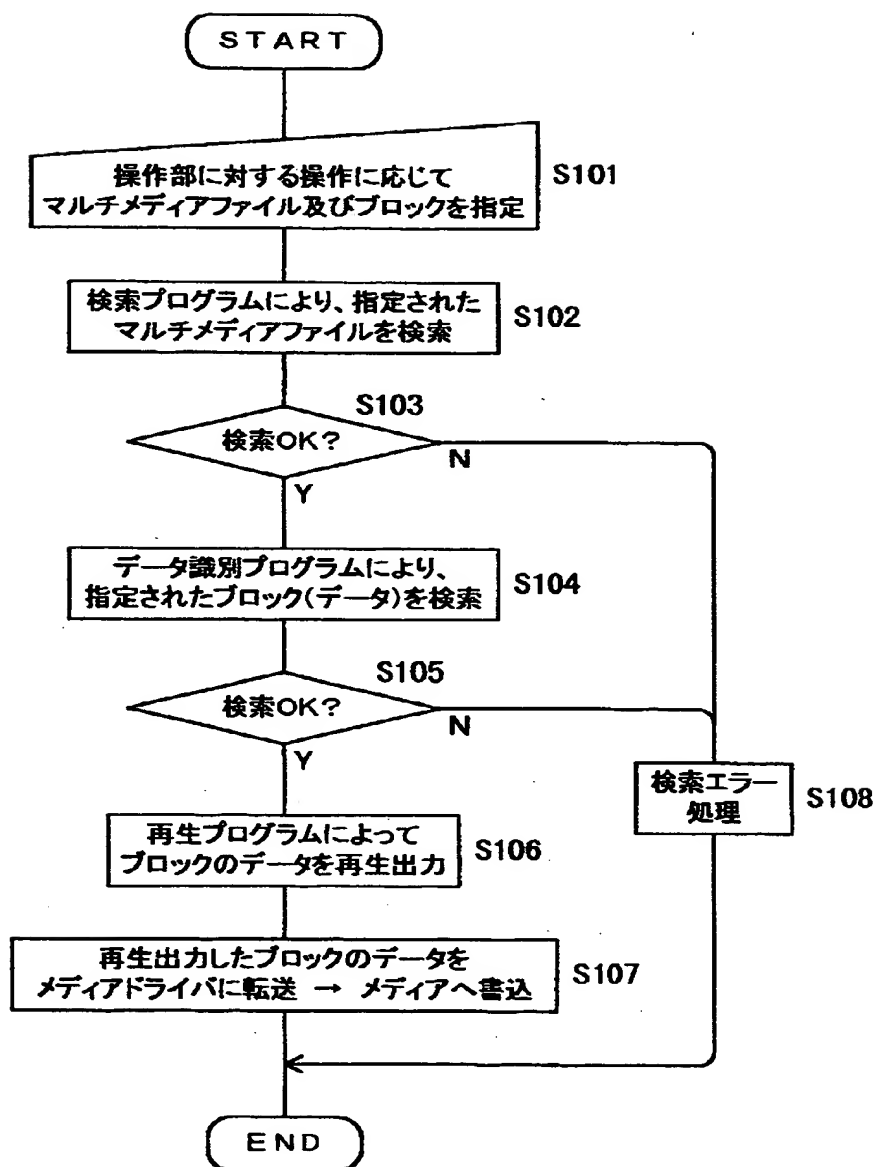 START
操作部に対する操作に応じて
マルチメディアファイル及びブロックを指定
S101
検索プログラムにより、指定された
マルチメディアファイルを検索
S102
S103
検索OK?
N
Y
データ識別プログラムにより、
指定されたブロック(データ)を検索
S104
S105
検索OK?
N
Y
検索エラー
処理
S108
再生プログラムによって
ブロックのデータを再生出力
S106
再生出力したブロックのデータを
メディアドライバに転送 → メディアへ書込
S107
END